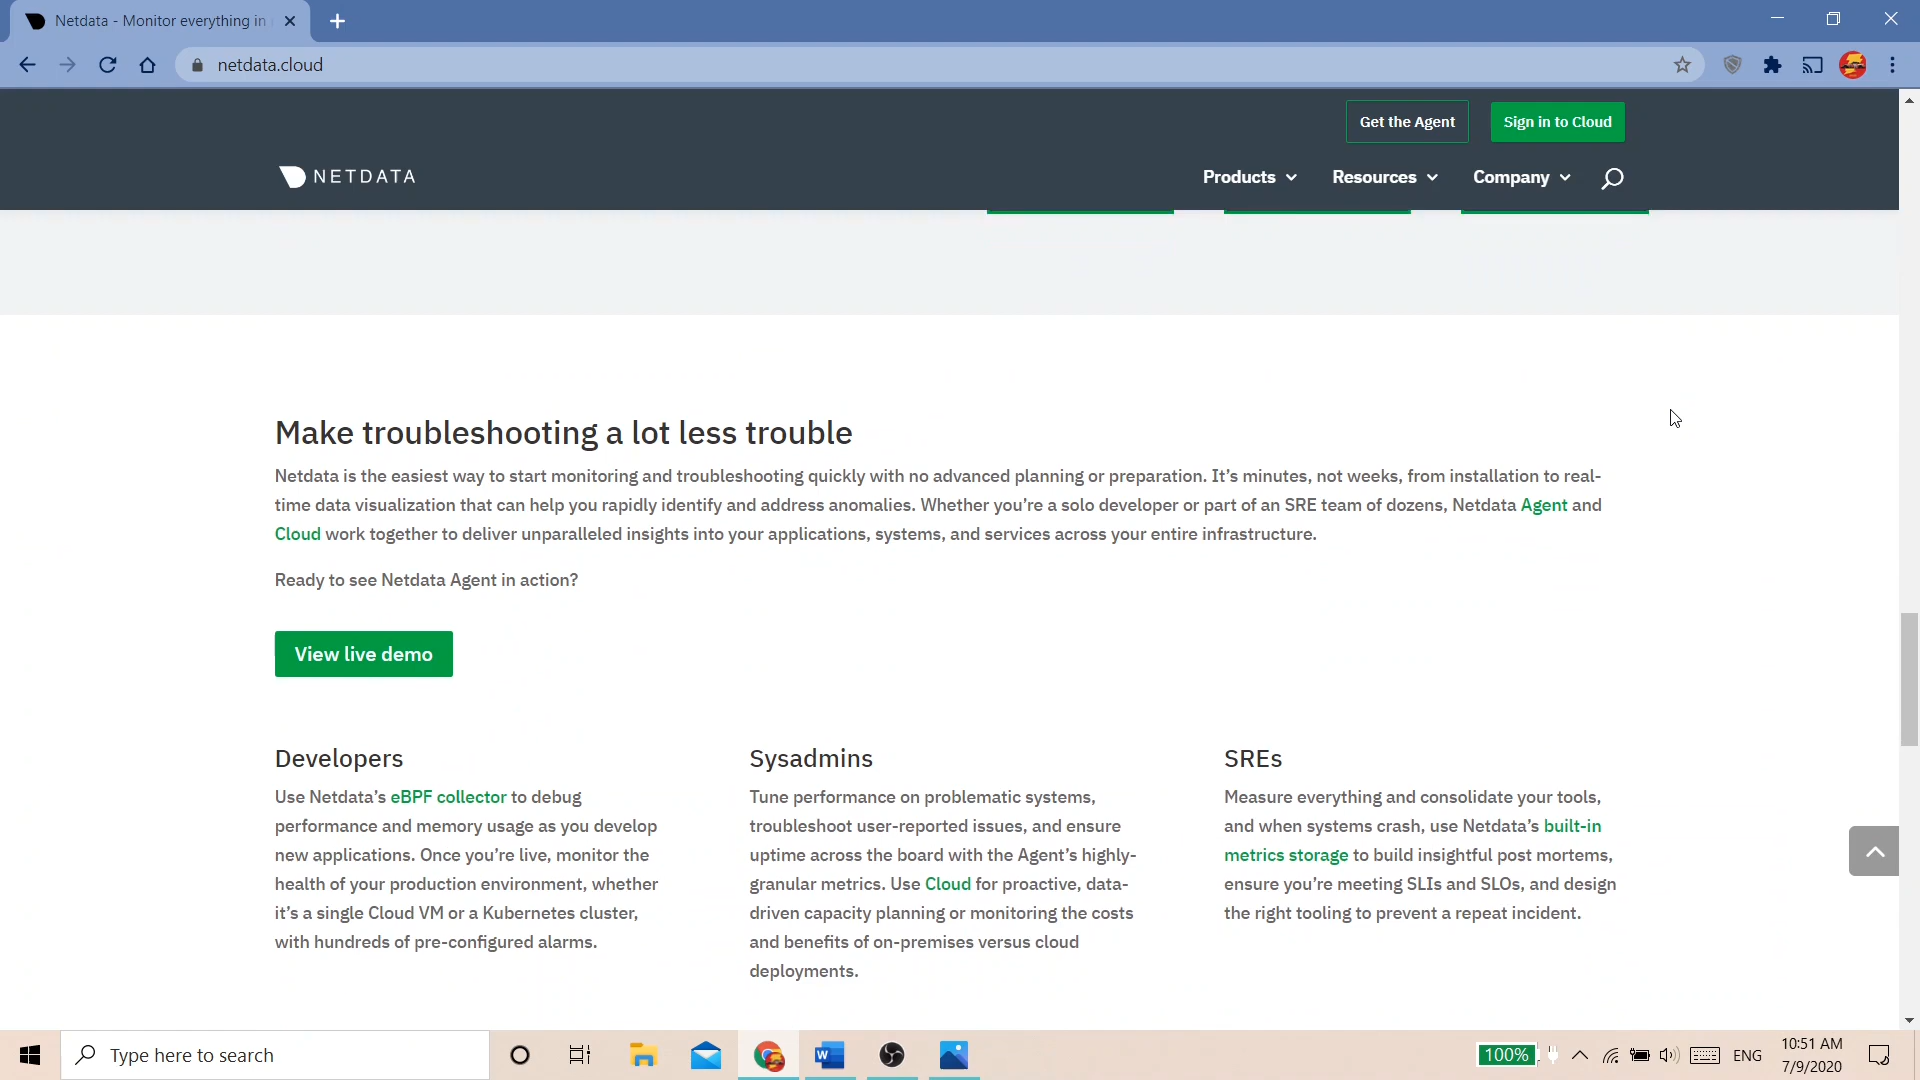 Netdata - Monitor everything in
netdata.cloud
Get the Agent
Sign in to Cloud
NETDATA
Products
Resources
Company
Make troubleshooting a lot less trouble
Netdata is the easiest way to start monitoring and troubleshooting quickly with no advanced planning or preparation. It's minutes, not weeks, from installation to real-
time data visualization that can help you rapidly identify and address anomalies. Whether you're a solo developer or part of an SRE team of dozens, Netdata Agent and
Cloud work together to deliver unparalleled insights into your applications, systems, and services across your entire infrastructure.
Ready to see Netdata Agent in action?
View live demo
Developers
Use Netdata's eBPF collector to debug
performance and memory usage as you develop
new applications. Once you're live, monitor the
health of your production environment, whether
it's a single Cloud VM or a Kubernetes cluster,
with hundreds of pre-configured alarms.
Sysadmins
Tune performance on problematic systems,
troubleshoot user-reported issues, and ensure
uptime across the board with the Agent's highly-
granular metrics. Use Cloud for proactive, data-
driven capacity planning or monitoring the costs
and benefits of on-premises versus cloud
deployments.
SREs
Measure everything and consolidate your tools,
and when systems crash, use Netdata's built-in
metrics storage to build insightful post mortems,
ensure you're meeting SLIs and SLOs, and design
the right tooling to prevent a repeat incident.
Type here to search
W
100%
ENG
10:51 AM
7/9/2020